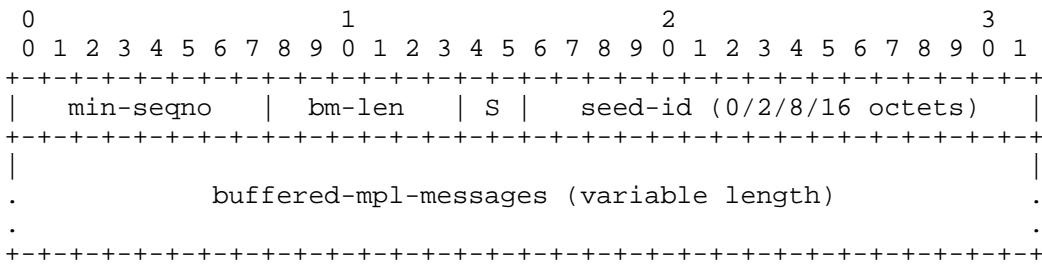 0                   1                   2                   3
 0 1 2 3 4 5 6 7 8 9 0 1 2 3 4 5 6 7 8 9 0 1 2 3 4 5 6 7 8 9 0 1
+-+-+-+-+-+-+-+-+-+-+-+-+-+-+-+-+-+-+-+-+-+-+-+-+-+-+-+-+-+-+-+-+
|   min-seqno   |  bm-len   | S |   seed-id (0/2/8/16 octets)   |
+-+-+-+-+-+-+-+-+-+-+-+-+-+-+-+-+-+-+-+-+-+-+-+-+-+-+-+-+-+-+-+-+
|                                                               |
.            buffered-mpl-messages (variable length)            .
.                                                               .
+-+-+-+-+-+-+-+-+-+-+-+-+-+-+-+-+-+-+-+-+-+-+-+-+-+-+-+-+-+-+-+-+